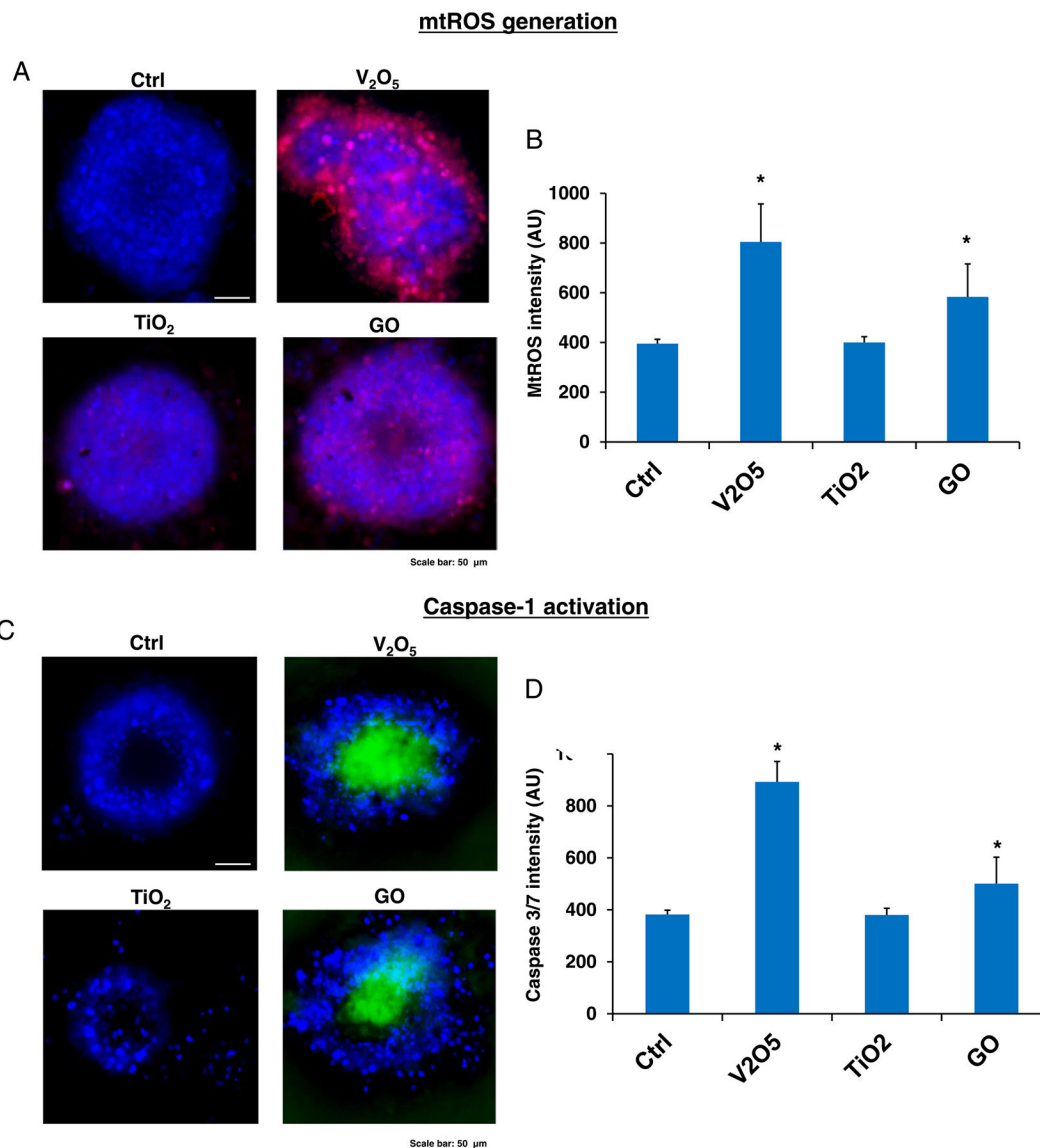 mtROS generation
A
Ctrl
V₂O₅
TiO₂
GO
Scale bar: 50 µm
B
MtROS intensity (AU)
1000
800
600
400
200
0
Ctrl
V2O5
TiO2
GO
*
*
Caspase-1 activation
C
Ctrl
V₂O₅
TiO₂
GO
Scale bar: 50 µm
D
Caspase 3/7 intensity (AU)
800
600
400
200
0
Ctrl
V2O5
TiO2
GO
*
*